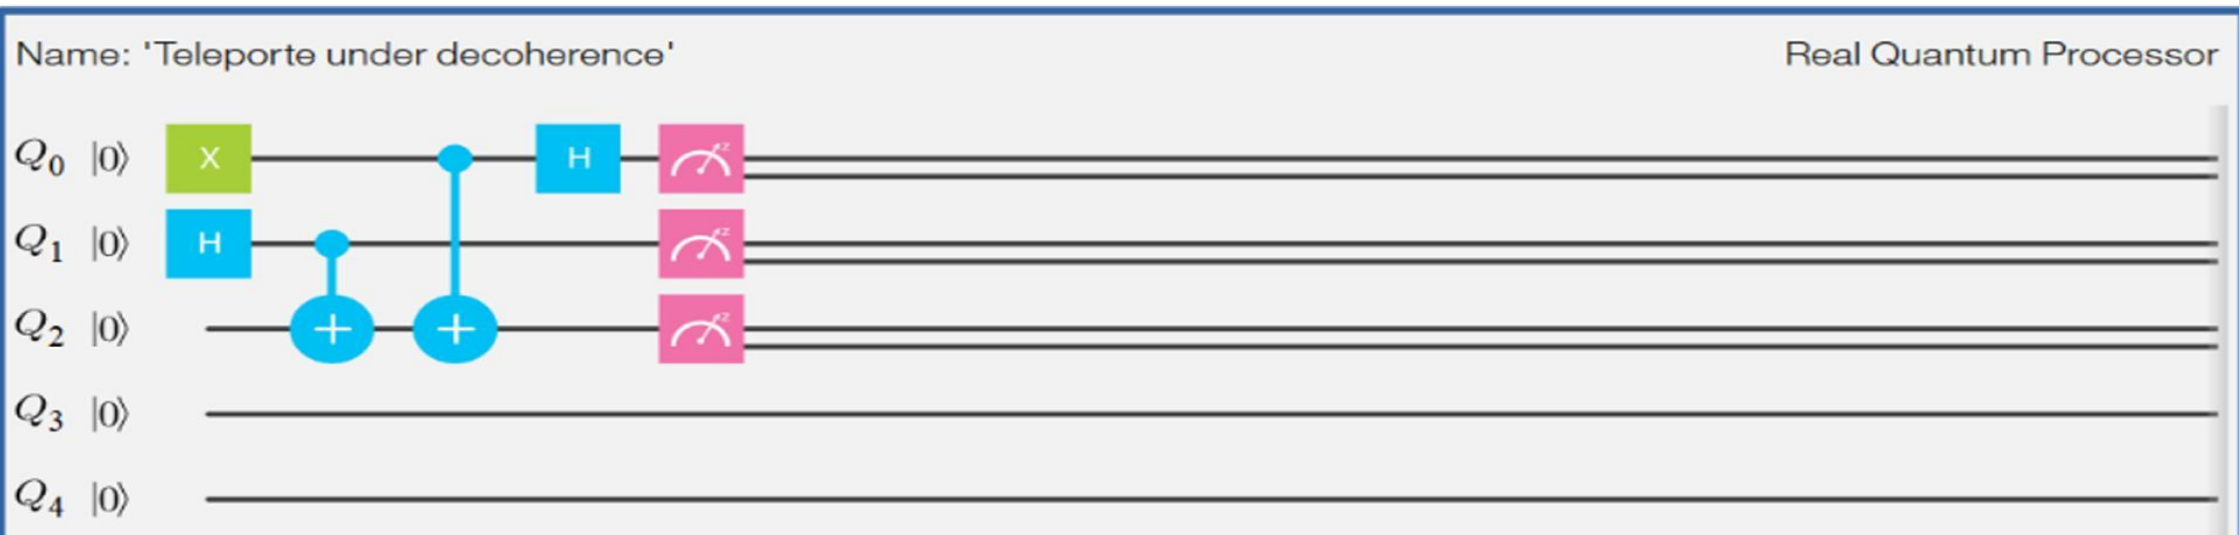 Name: 'Teleporte under decoherence' Real Quantum Processor
Q0 |0⟩ X H z
Q1 |0⟩ H z
Q2 |0⟩ + + z
Q3 |0⟩
Q4 |0⟩